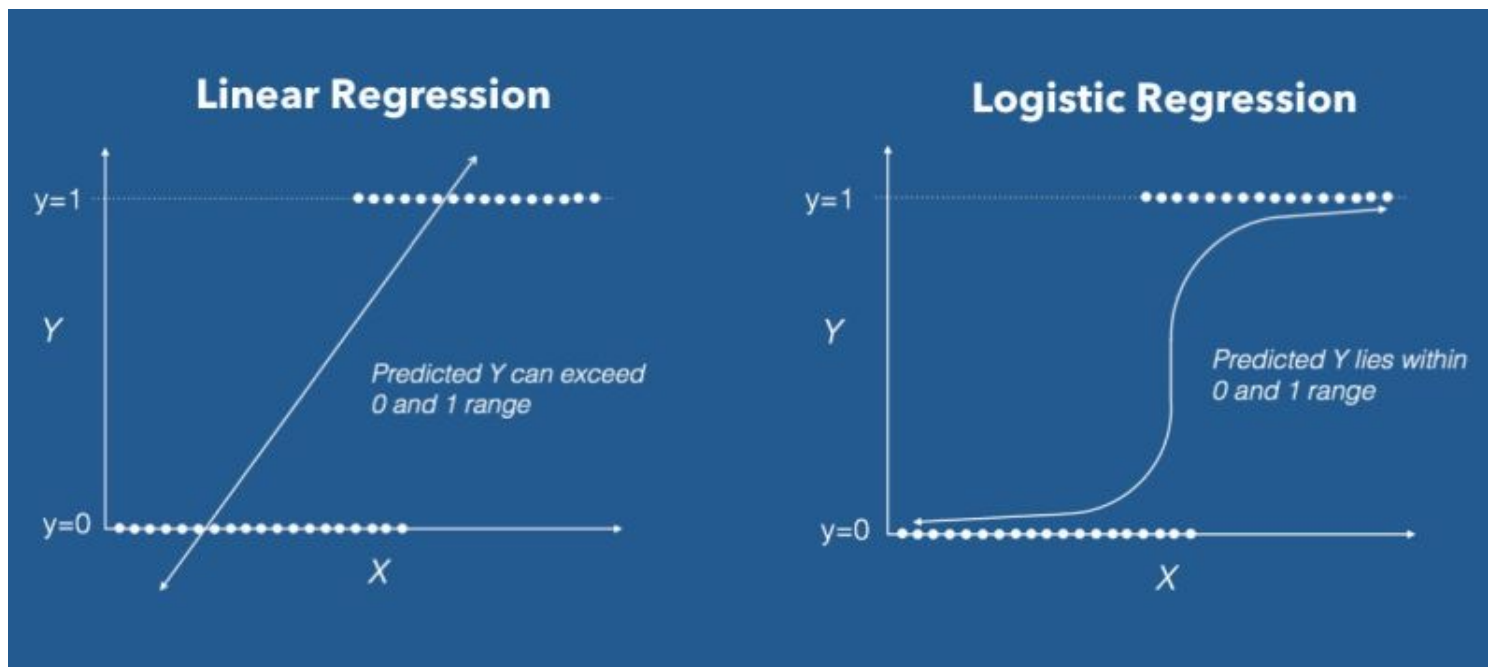 Linear Regression
y=1
Y
Predicted Y can exceed
0 and 1 range
y=0
X
Logistic Regression
y=1
Y
Predicted Y lies within
0 and 1 range
y=0
X